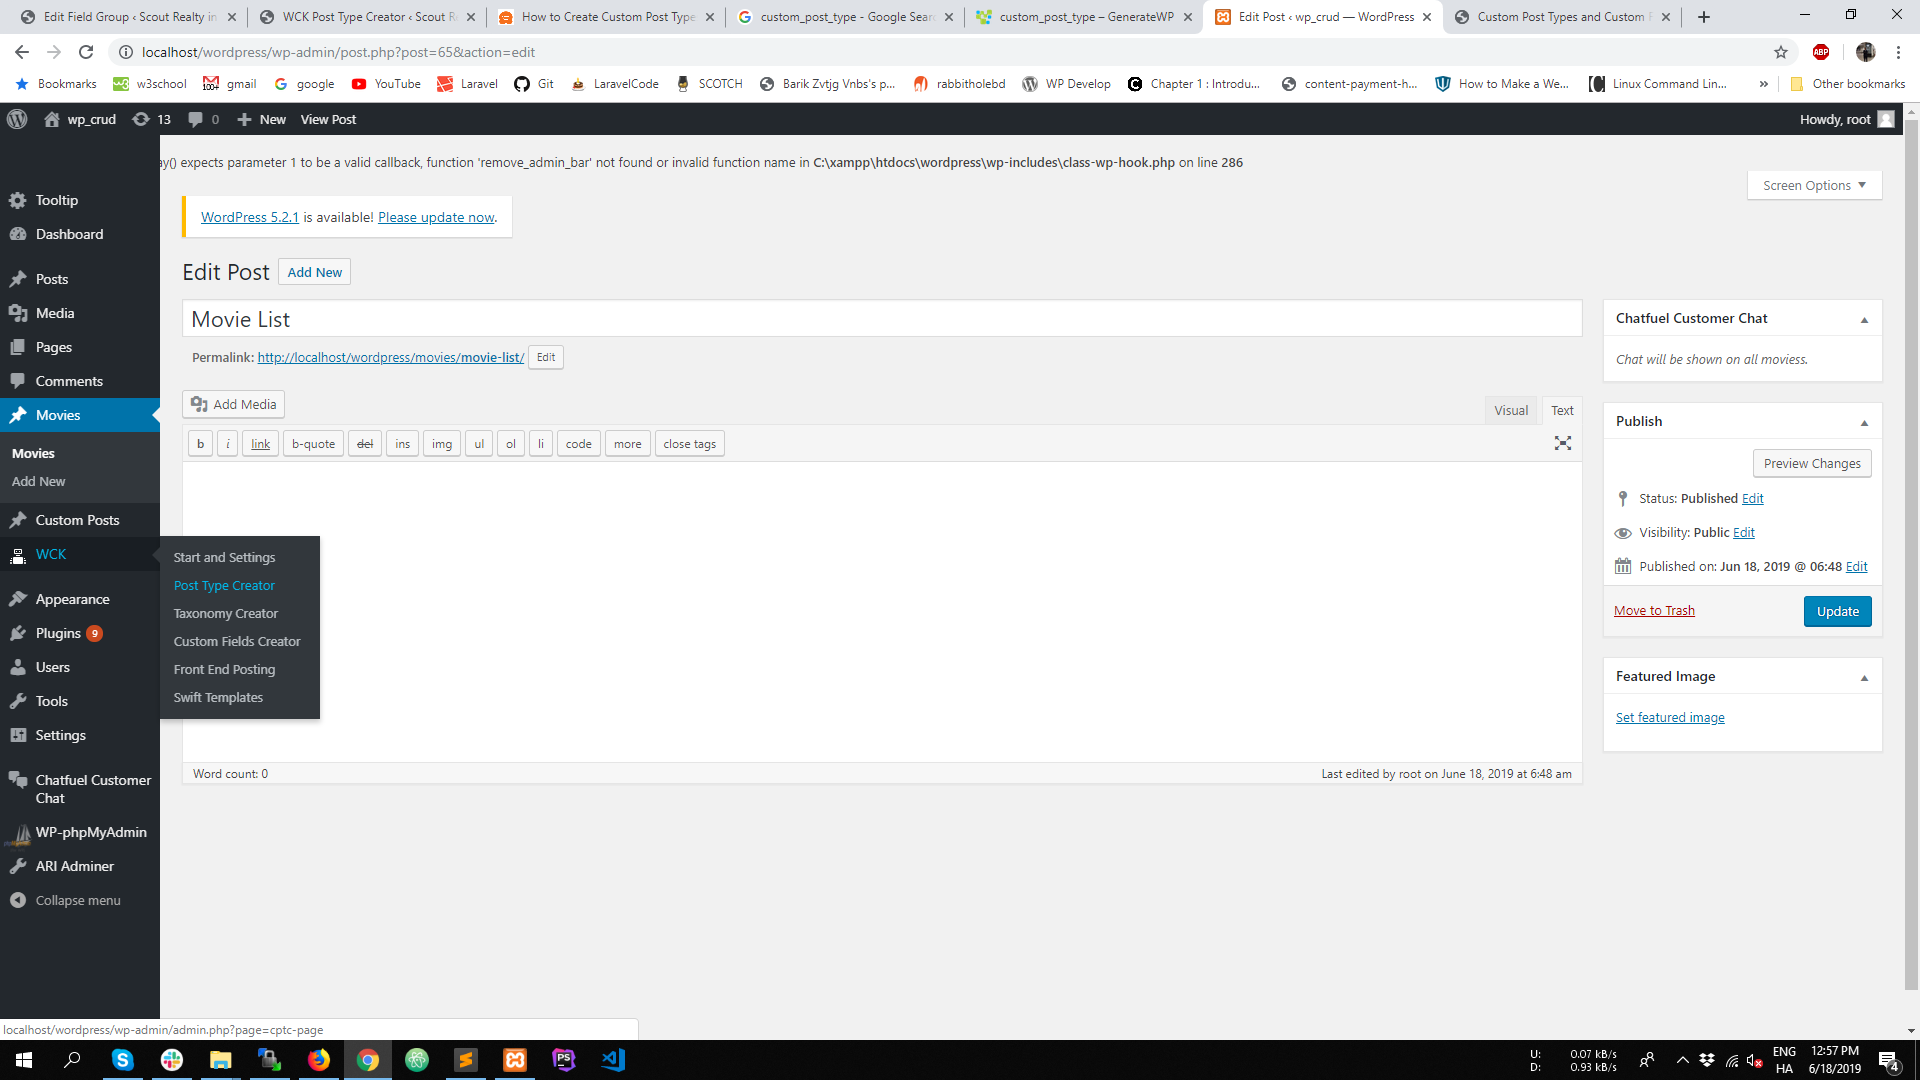 Edit Field Group ‹ Scout Realty in
WCK Post Type Creator ‹ Scout R
How to Create Custom Post Type
custom_post_type - Google Sear
custom_post_type – GenerateWP
Edit Post ‹ wp_crud — WordPress
Custom Post Types and Custom F
localhost/wordpress/wp-admin/post.php?post=65&action=edit
ABP
Bookmarks
w3school
gmail
google
YouTube
Laravel
Git
LaravelCode
SCOTCH
Barik Zvtjg Vnbs's p...
rabbitholebd
WP Develop
Chapter 1 : Introdu...
content-payment-h...
How to Make a We...
Linux Command Lin...
»
Other bookmarks
wp_crud
13
0
New
View Post
Howdy, root
ay() expects parameter 1 to be a valid callback, function 'remove_admin_bar' not found or invalid function name in C:\xampp\htdocs\wordpress\wp-includes\class-wp-hook.php on line 286
Screen Options
WordPress 5.2.1 is available! Please update now.
Edit Post
Add New
Movie List
Permalink: http://localhost/wordpress/movies/movie-list/
Edit
Add Media
Visual
Text
b
i
link
b-quote
del
ins
img
ul
ol
li
code
more
close tags
Word count: 0
Last edited by root on June 18, 2019 at 6:48 am
Chatfuel Customer Chat
Chat will be shown on all moviess.
Publish
Preview Changes
Status: Published Edit
Visibility: Public Edit
Published on: Jun 18, 2019 @ 06:48 Edit
Move to Trash
Update
Featured Image
Set featured image
Tooltip
Dashboard
Posts
Media
Pages
Comments
Movies
Movies
Add New
Custom Posts
WCK
Start and Settings
Post Type Creator
Taxonomy Creator
Custom Fields Creator
Front End Posting
Swift Templates
Appearance
Plugins 9
Users
Tools
Settings
Chatfuel Customer
Chat
WP-phpMyAdmin
ARI Adminer
Collapse menu
localhost/wordpress/wp-admin/admin.php?page=cptc-page
U: 0.07 kB/s
D: 0.93 kB/s
ENG
HA
12:57 PM
6/18/2019
4